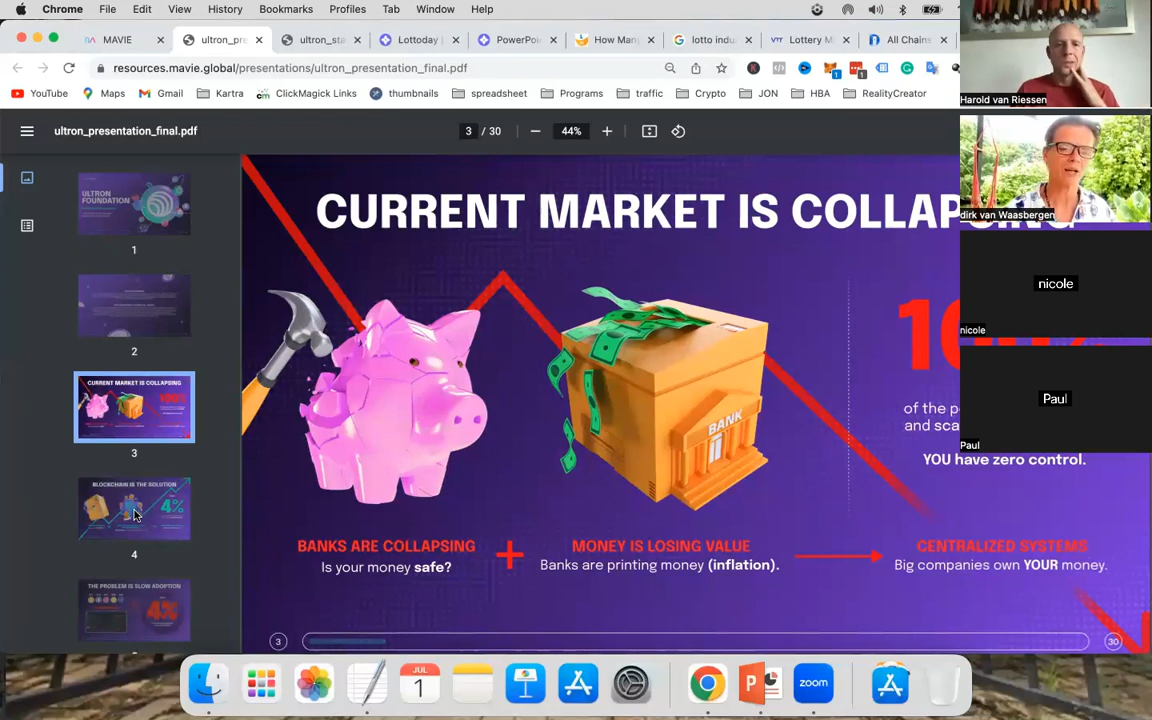 Chrome File Edit View History Bookmarks Profiles Tab Window Help
MAVIE
ultron_pre
ultron_sta
Lottoday |
PowerPoi
How Man
lotto indu
Lottery M
All Chains
resources.mavie.global/presentations/ultron_presentation_final.pdf
YouTube Maps Gmail Kartra ClickMagick Links thumbnails spreadsheet Programs traffic Crypto JON HBA RealityCreator
ultron_presentation_final.pdf 3 / 30 44%
ULTRON
FOUNDATION
1
2
CURRENT MARKET IS COLLAPSING
100%
3
BLOCKCHAIN IS THE SOLUTION
4%
4
THE PROBLEM IS SLOW ADOPTION
4%
CURRENT MARKET IS COLLAPSING
BANK
of the p
and sca
YOU have zero control.
BANKS ARE COLLAPSING
Is your money safe?
+
MONEY IS LOSING VALUE
Banks are printing money (inflation).
CENTRALIZED SYSTEMS
Big companies own YOUR money.
3
30
Harold van Riessen
dirk van Waasbergen
nicole
nicole
Paul
Paul
JUL
1
zoom